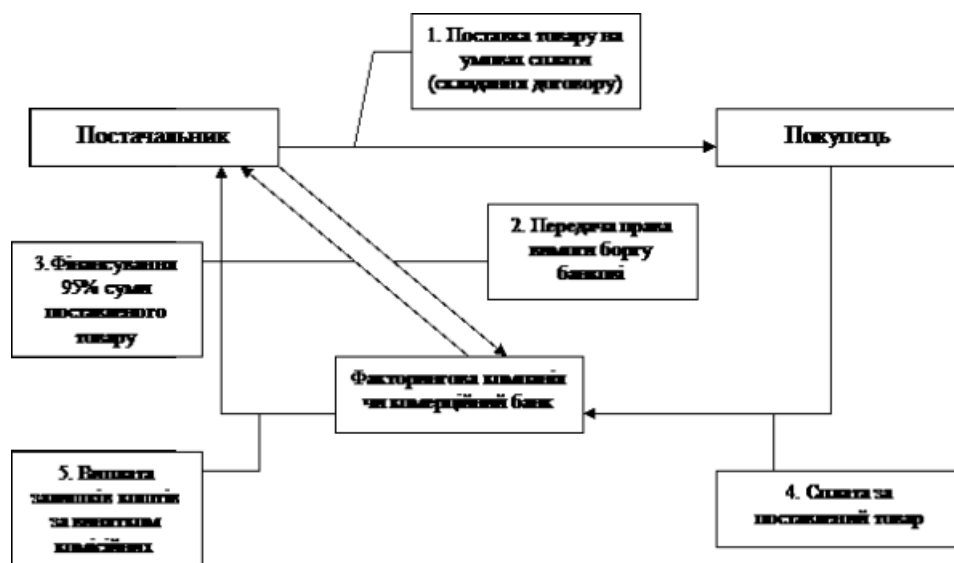 1. Поставка товару на
умовах сплати
(складання договору)
Постачальник
Покупець
2. Передача права
вимоги боргу
банкові
3.Фінансування
95% суми
поставленого
товару
Факторингова компанія
чи комерційний банк
5. Виплата
залишків коштів
за винятком
комісійних
4. Сплата за
поставлений товар